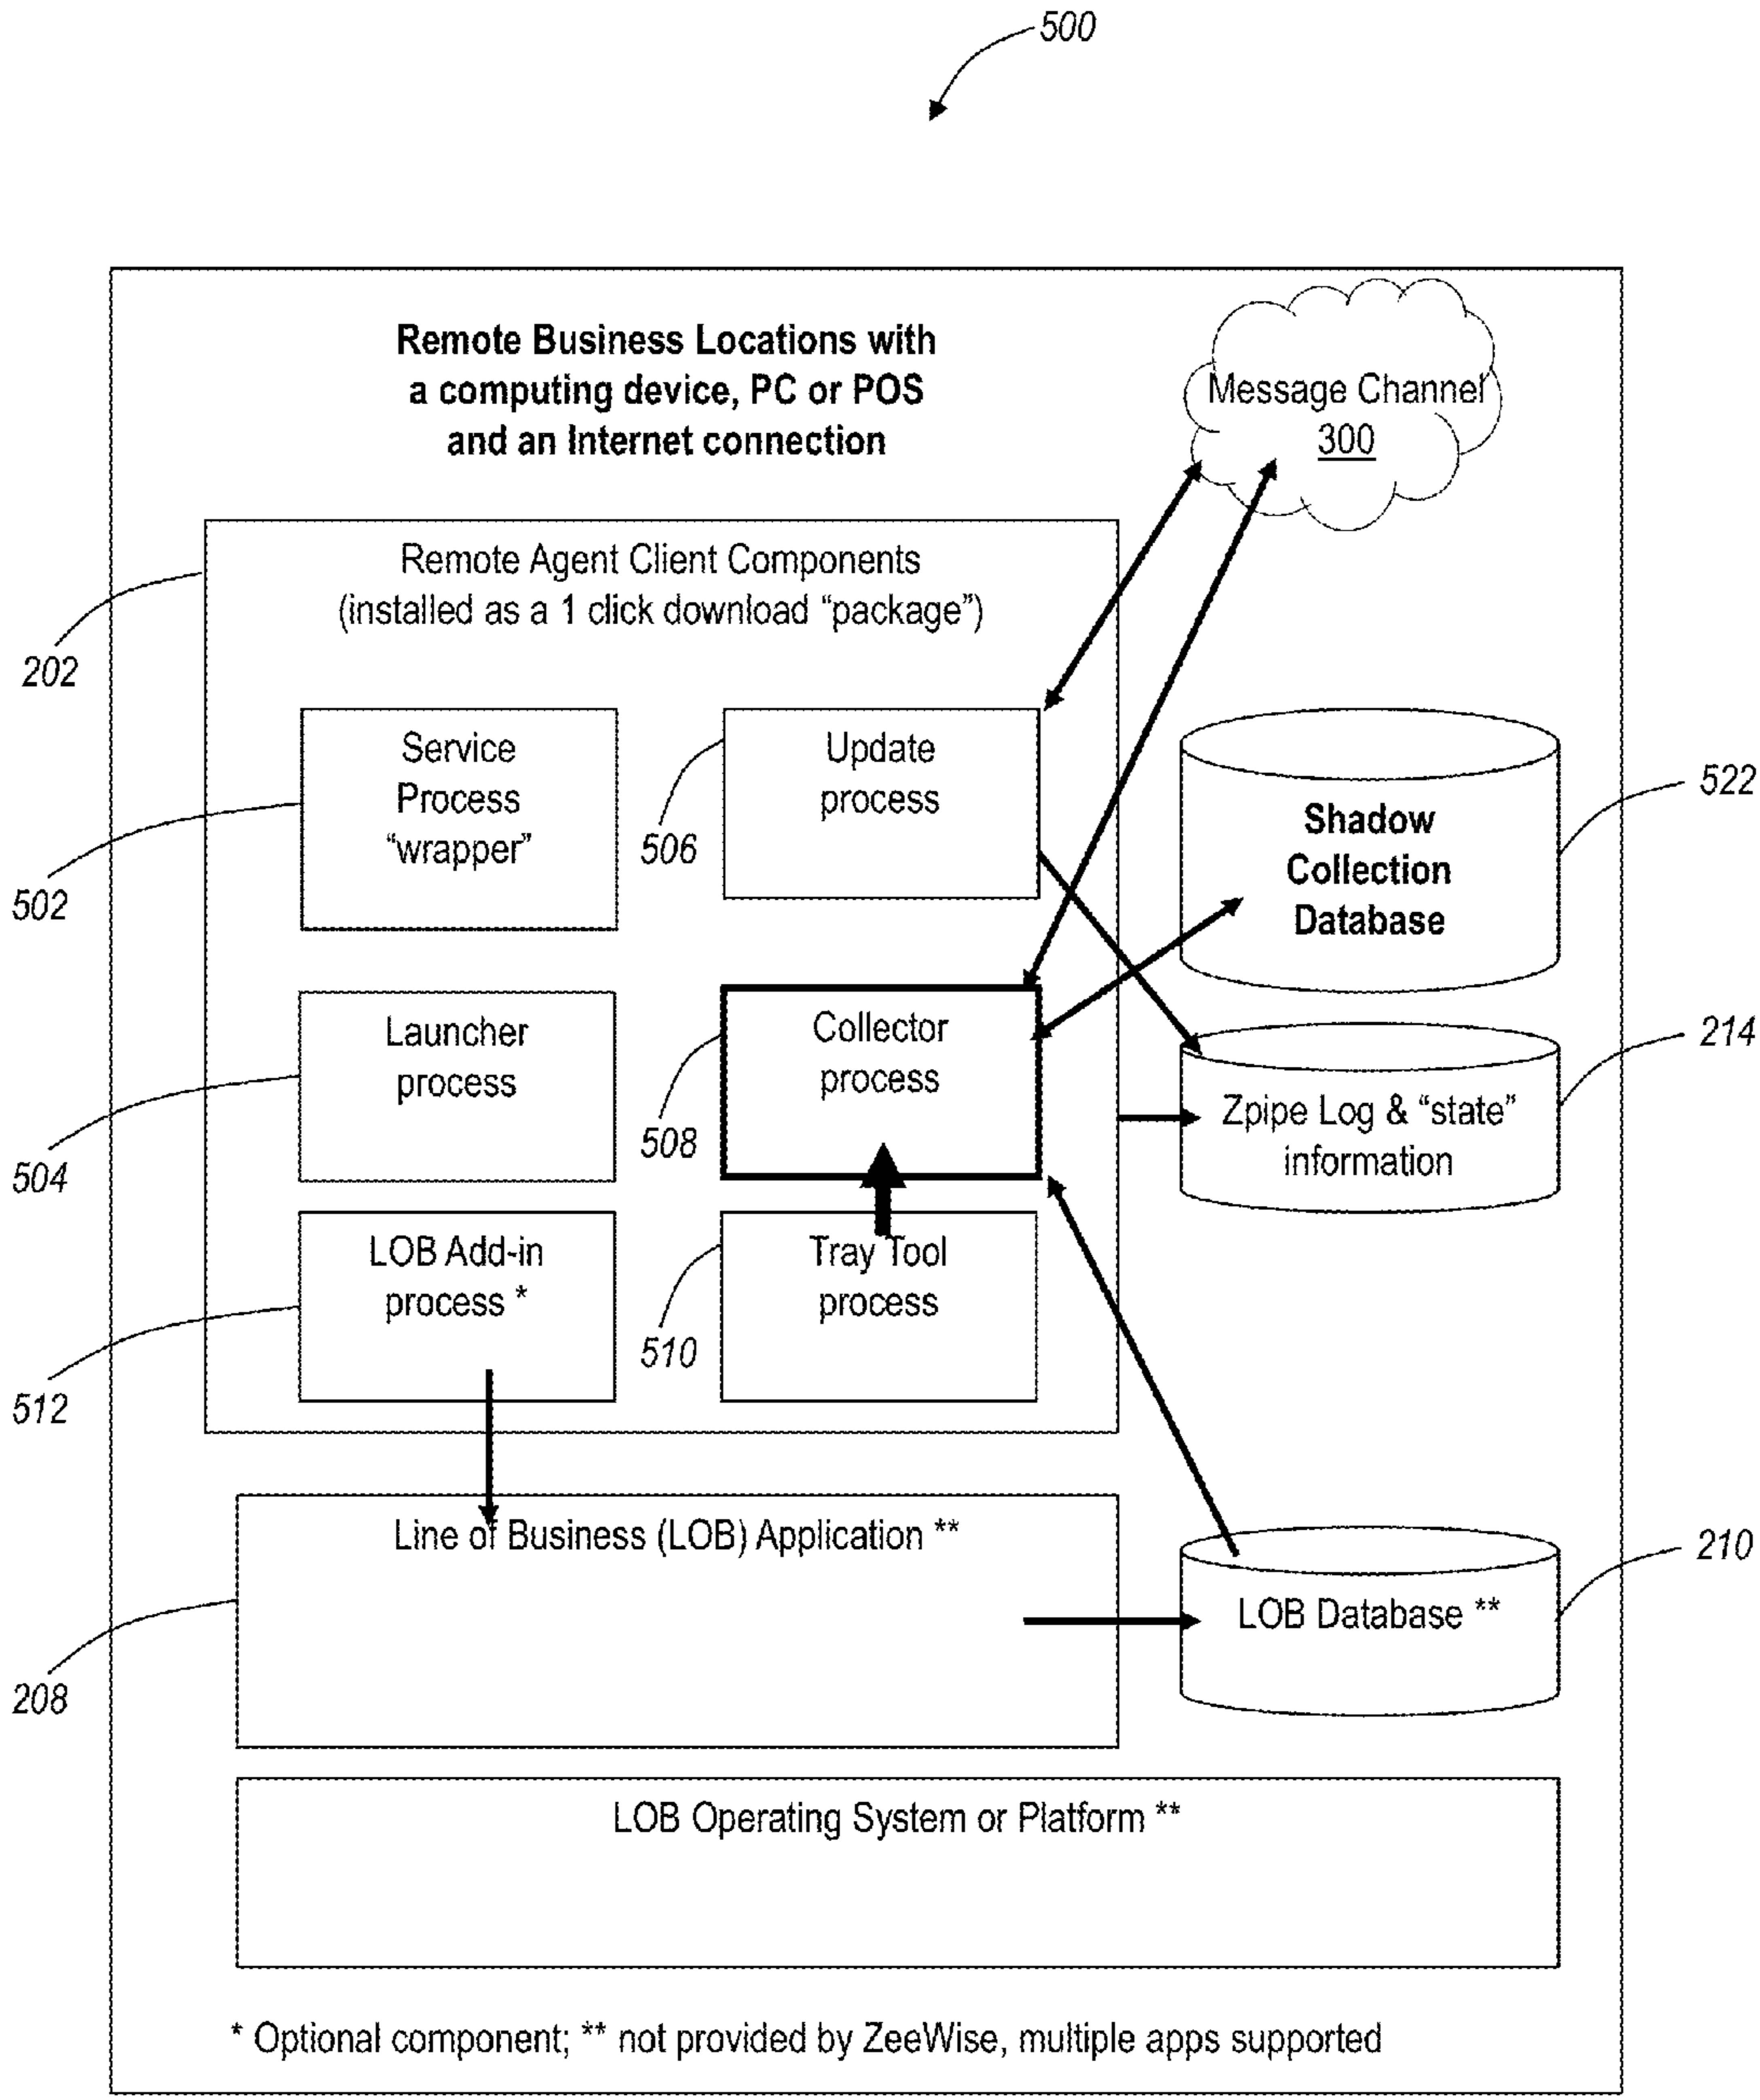 500
Remote Business Locations with
a computing device, PC or POS
and an Internet connection
Message Channel
300
Remote Agent Client Components
(installed as a 1 click download “package”)
202
Service
Process
“wrapper”
502
Update
process
506
Shadow
Collection
Database
522
Launcher
process
504
Collector
process
508
Zpipe Log & “state”
information
214
LOB Add-in
process *
512
Tray Tool
process
510
Line of Business (LOB) Application **
208
LOB Database **
210
LOB Operating System or Platform **
* Optional component; ** not provided by ZeeWise, multiple apps supported